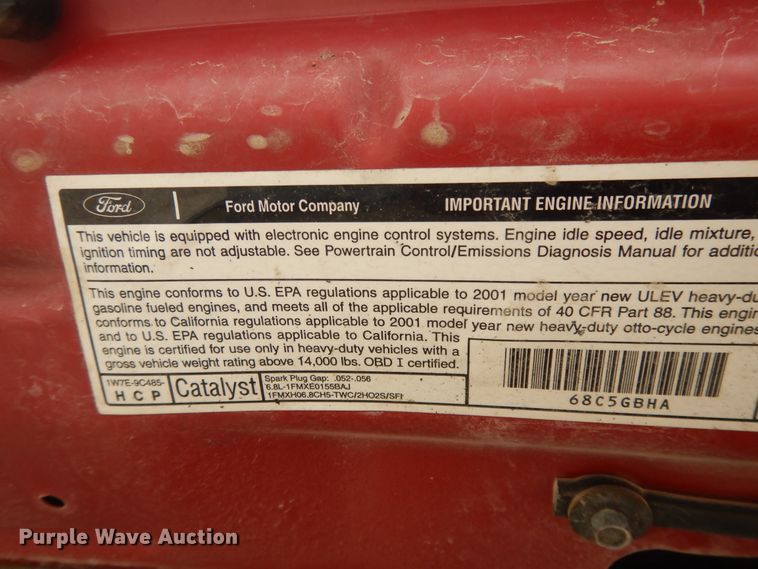 Ford | Ford Motor Company IMPORTANT ENGINE INFORMATION
This vehicle is equipped with electronic engine control systems. Engine idle speed, idle mixture,
ignition timing are not adjustable. See Powertrain Control/Emissions Diagnosis Manual for additio
information.
This engine conforms to U.S. EPA regulations applicable to 2001 model year new ULEV heavy-du
gasoline fueled engines, and meets all of the applicable requirements of 40 CFR Part 88. This engin
conforms to California regulations applicable to 2001 model year new heavy-duty otto-cycle engines
and to U.S. EPA regulations applicable to California. This
engine is certified for use only in heavy-duty vehicles with a
gross vehicle weight rating above 14,000 lbs. OBD I certified.
1W7E-9C485-
HCP
Catalyst
Spark Plug Gap: .052-.056
6.8L-1FMXE0155BAJ
1FMXH06.8CH5-TWC/2HO2S/SFI
68C5GBHA
Purple Wave Auction